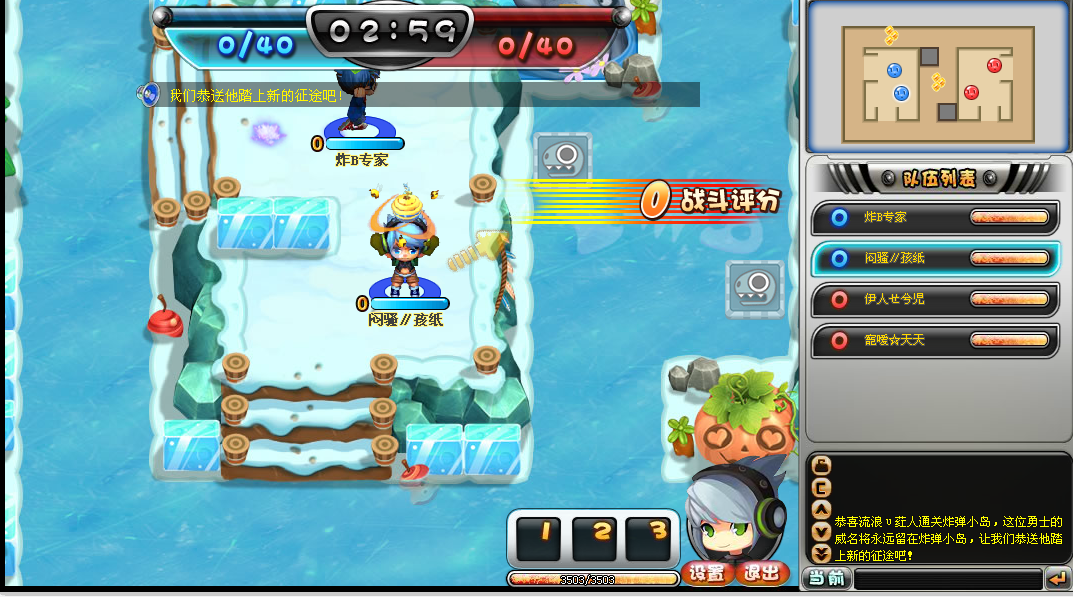 02:59
0/40
0/40
我们恭送他踏上新的征途吧!
0
炸B专家
0 战斗评分
0
闷骚//孩纸
队伍列表
炸B专家
闷骚//孩纸
伊人せ兮児
寵嗳☆天天
恭喜流浪υ荭人通关炸弹小岛，这位勇士的
威名将永远留在炸弹小岛，让我们恭送他踏
上新的征途吧!
1
2
3
3503/3503
设置
退出
当前